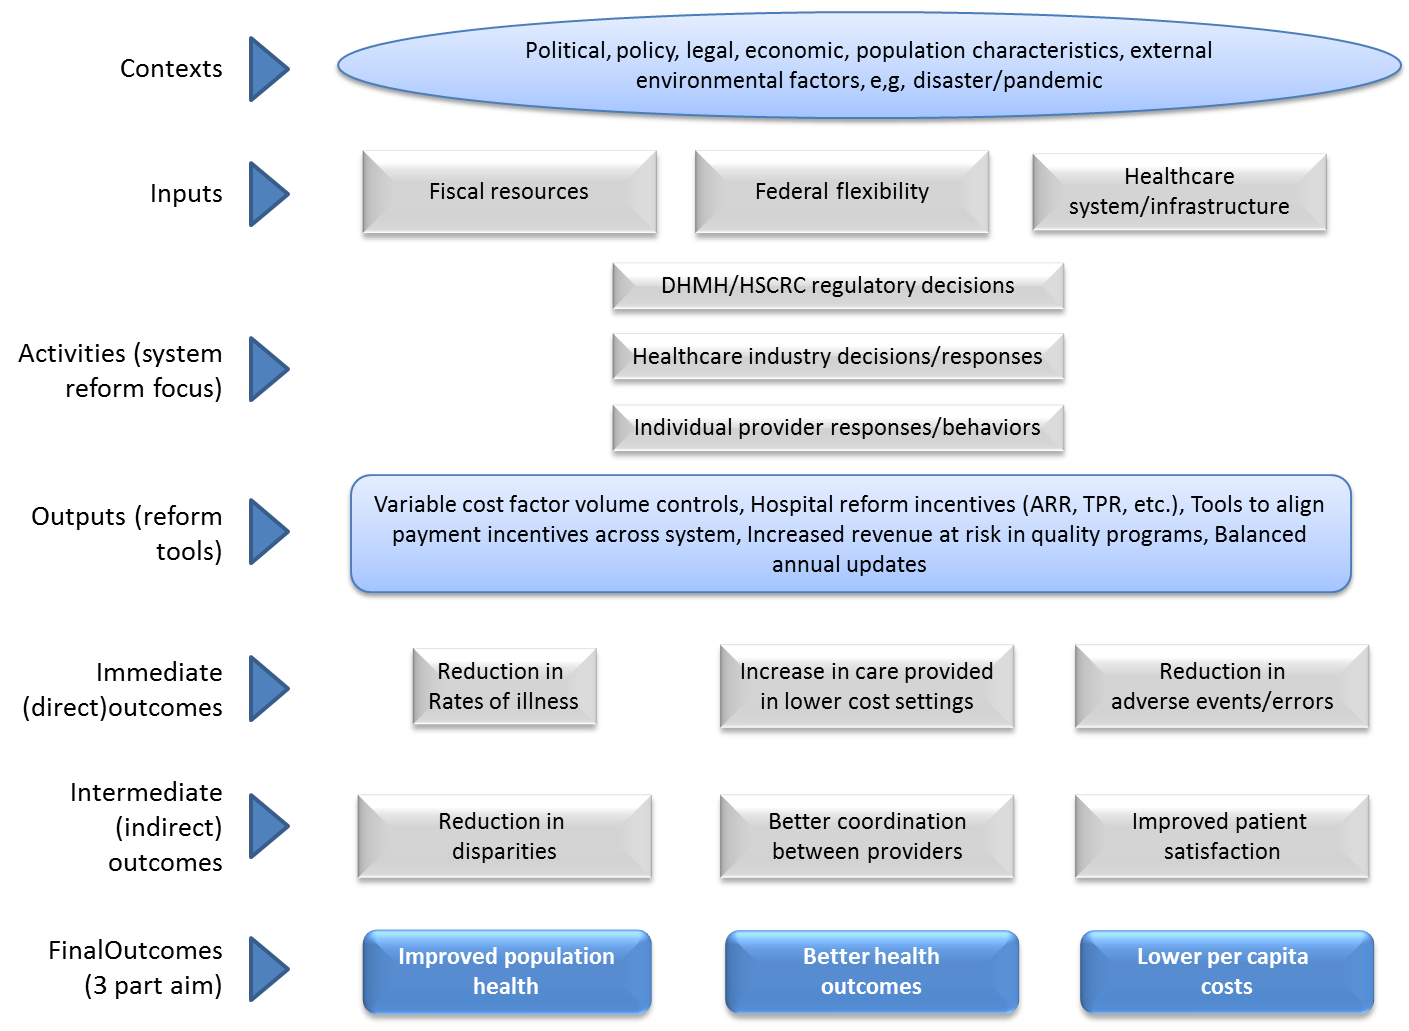 Contexts
Political, policy, legal, economic, population characteristics, external
environmental factors, e,g, disaster/pandemic
Inputs
Fiscal resources
Federal flexibility
Healthcare
system/infrastructure
Activities (system
reform focus)
DHMH/HSCRC regulatory decisions
Healthcare industry decisions/responses
Individual provider responses/behaviors
Outputs (reform
tools)
Variable cost factor volume controls, Hospital reform incentives (ARR, TPR, etc.), Tools to align
payment incentives across system, Increased revenue at risk in quality programs, Balanced
annual updates
Immediate
(direct)outcomes
Reduction in
Rates of illness
Increase in care provided
in lower cost settings
Reduction in
adverse events/errors
Intermediate
(indirect)
outcomes
Reduction in
disparities
Better coordination
between providers
Improved patient
satisfaction
FinalOutcomes
(3 part aim)
Improved population
health
Better health
outcomes
Lower per capita
costs